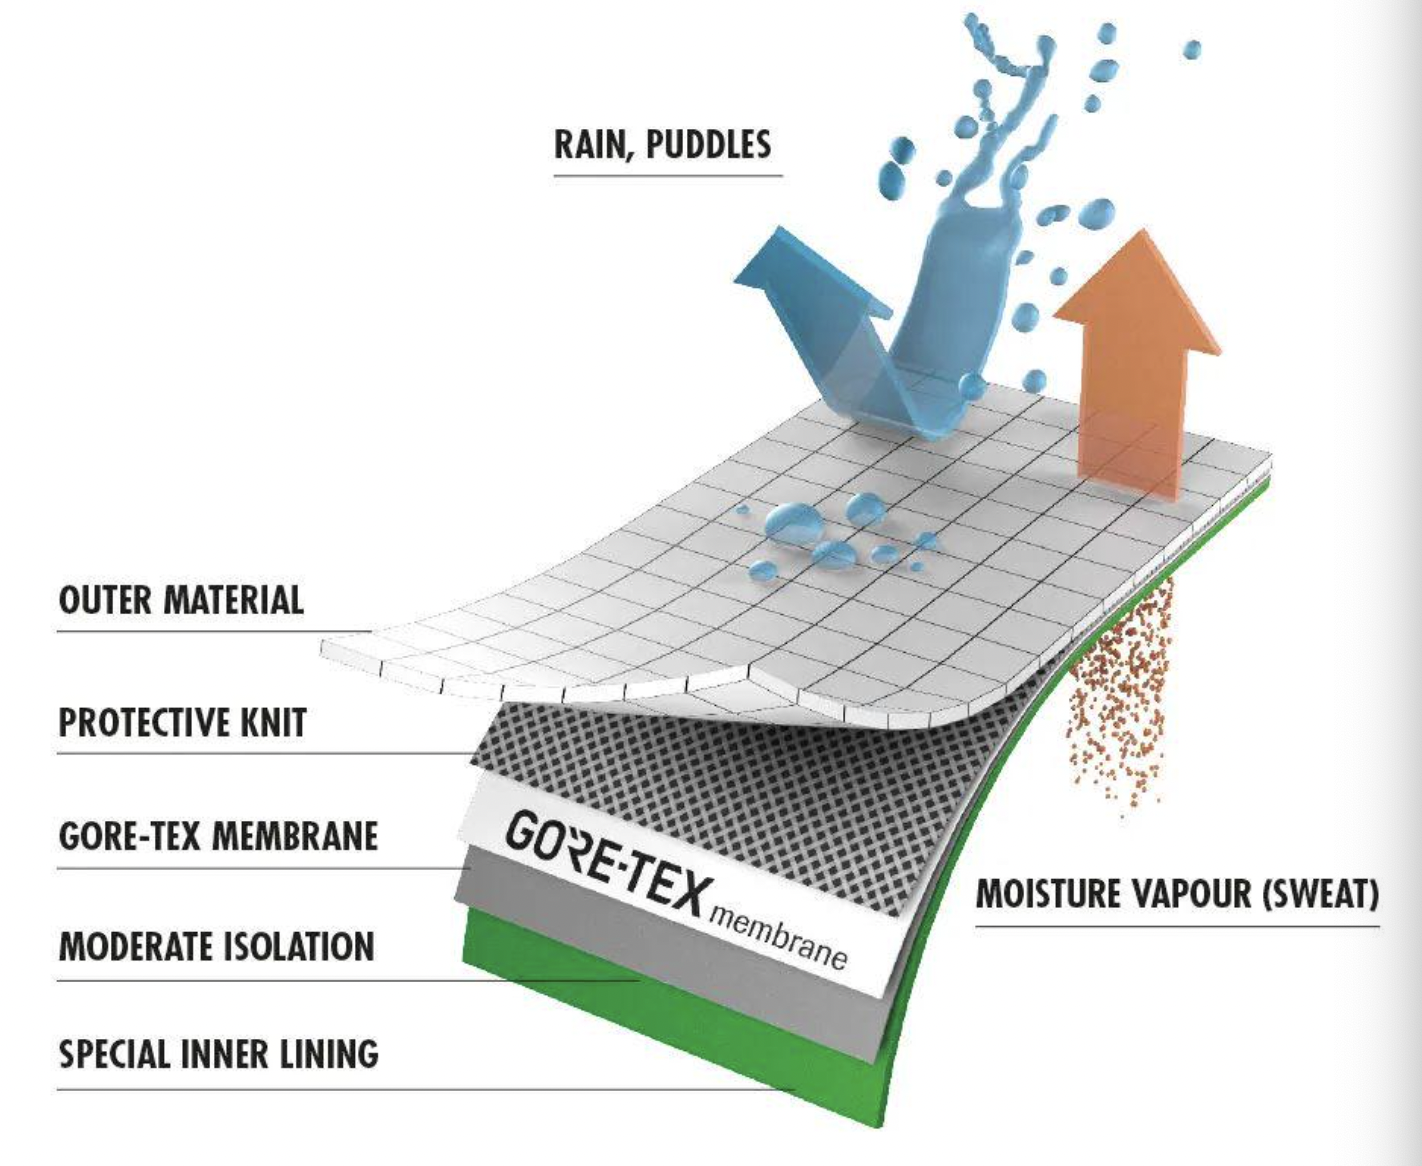 RAIN, PUDDLES
OUTER MATERIAL
PROTECTIVE KNIT
GORE-TEX MEMBRANE
GORE-TEX membrane
MOISTURE VAPOUR (SWEAT)
MODERATE ISOLATION
SPECIAL INNER LINING